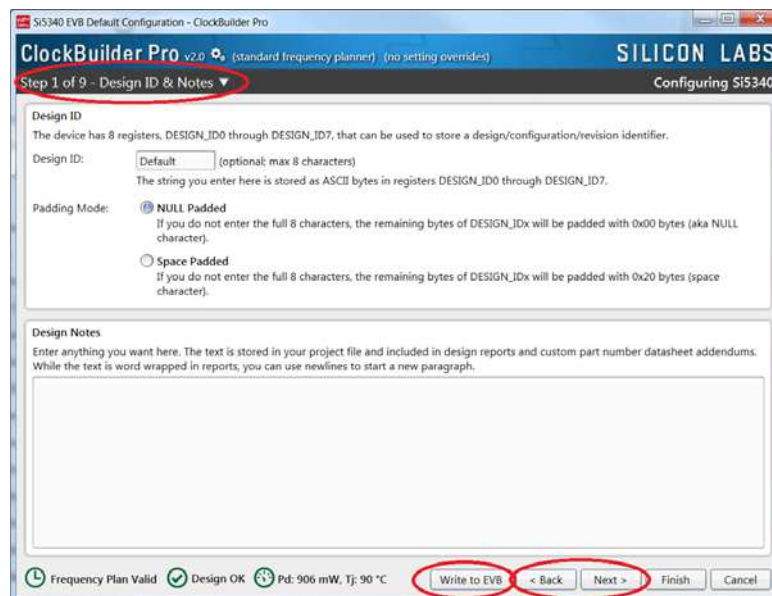 Si5340 EVB Default Configuration - ClockBuilder Pro
ClockBuilder Pro v2.0 (standard frequency planner) (no setting overrides) SILICON LABS
Step 1 of 9 - Design ID & Notes ▼ Configuring Si5340
Design ID
The device has 8 registers, DESIGN_ID0 through DESIGN_ID7, that can be used to store a design/configuration/revision identifier.
Design ID: Default (optional; max 8 characters)
The string you enter here is stored as ASCII bytes in registers DESIGN_ID0 through DESIGN_ID7.
Padding Mode: NULL Padded
If you do not enter the full 8 characters, the remaining bytes of DESIGN_IDx will be padded with 0x00 bytes (aka NULL
character).
Space Padded
If you do not enter the full 8 characters, the remaining bytes of DESIGN_IDx will be padded with 0x20 bytes (space
character).
Design Notes
Enter anything you want here. The text is stored in your project file and included in design reports and custom part number datasheet addendums.
While the text is word wrapped in reports, you can use newlines to start a new paragraph.
Frequency Plan Valid Design OK Pd: 906 mW, Tj: 90 °C Write to EVB < Back Next > Finish Cancel